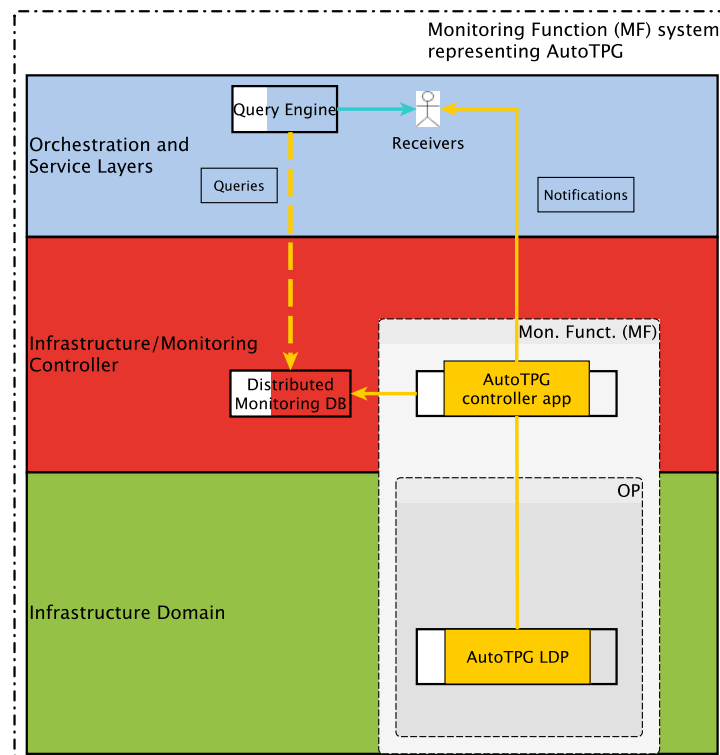 Monitoring Function (MF) system
representing AutoTPG
Query Engine
Receivers
Orchestration and
Service Layers
Queries
Notifications
Mon. Funct. (MF)
Infrastructure/Monitoring
Controller
Distributed
Monitoring DB
AutoTPG
controller app
OP
Infrastructure Domain
AutoTPG LDP